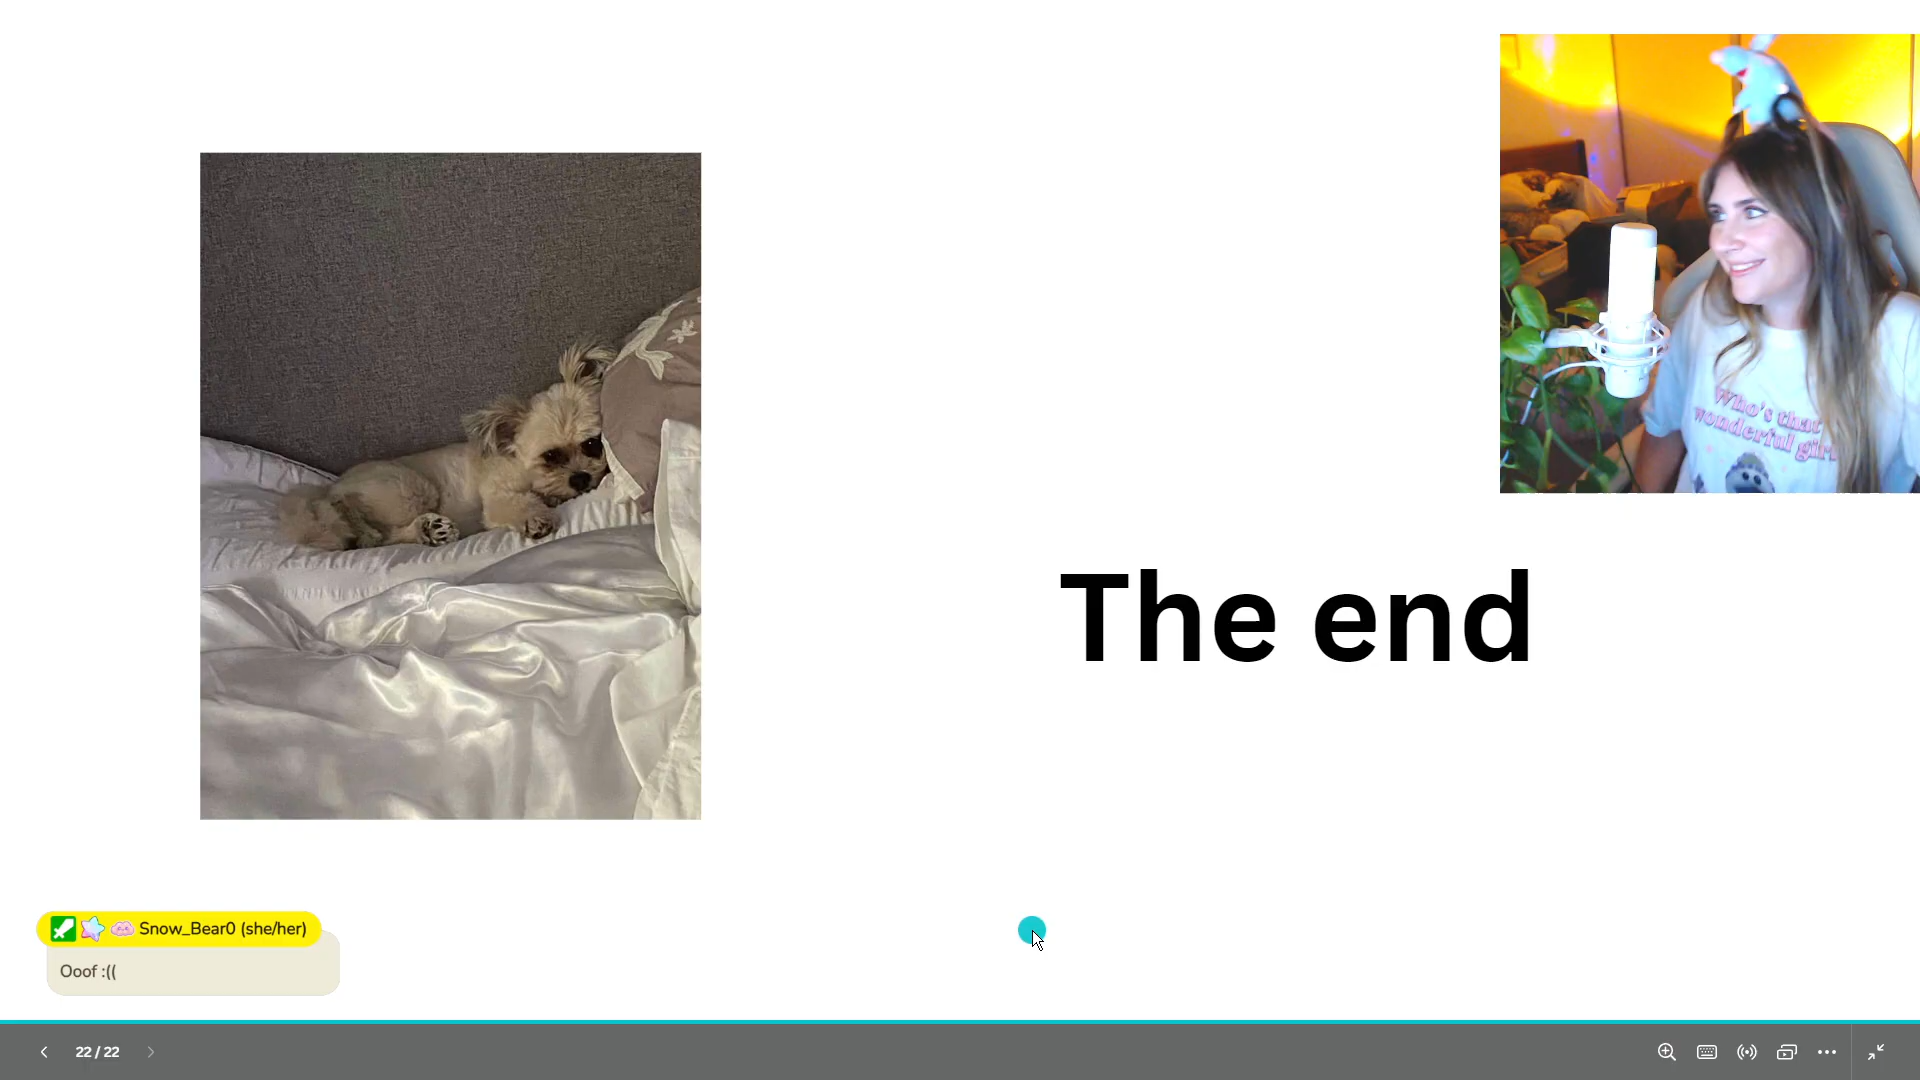 Who's that
wonderful girl
The end
Snow_Bear0 (she/her)
Ooof :((
22 / 22